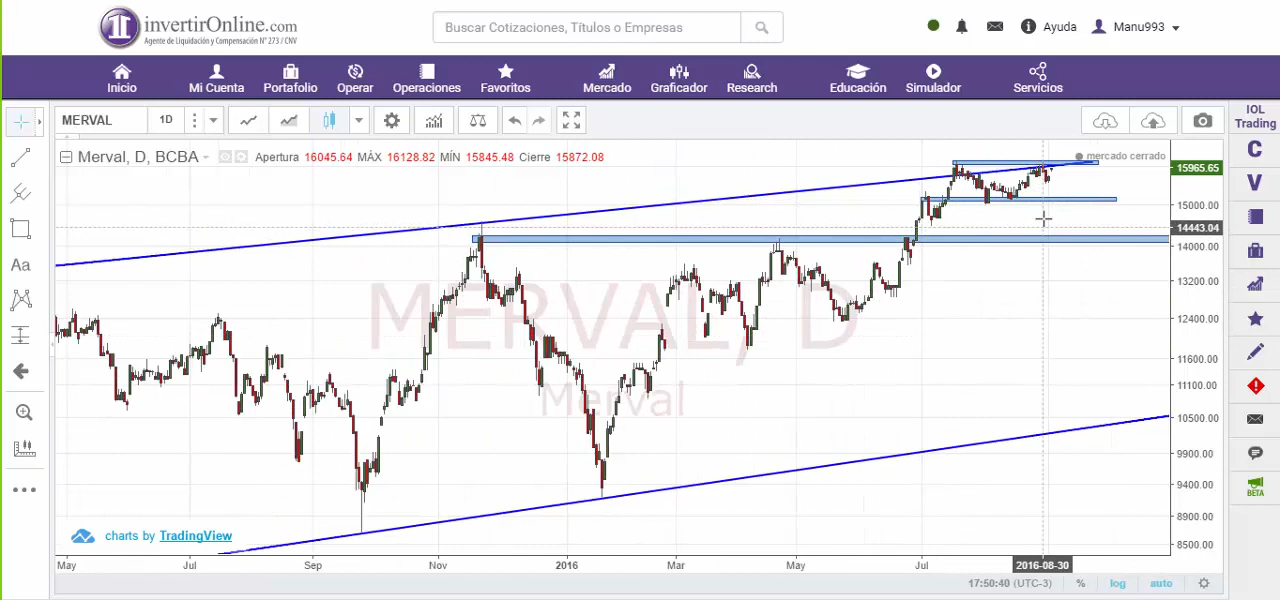 invertirOnline.com
Agente de Liquidación y Compensación N° 273 / CNV
Buscar Cotizaciones, Títulos o Empresas
Ayuda
Manu993
Inicio
Mi Cuenta
Portafolio
Operar
Operaciones
Favoritos
Mercado
Graficador
Research
Educación
Simulador
Servicios
MERVAL
1D
IOL
Trading
Merval, D, BCBA
Apertura 16045.64 MÁX 16128.82 MÍN 15845.48 Cierre 15872.08
mercado cerrado
C
V
Aa
15965.65
15000.00
14443.04
14000.00
13200.00
12400.00
11600.00
11100.00
10500.00
9900.00
9400.00
8900.00
8500.00
MERVAL, D
Merval
BETA
charts by TradingView
May
Jul
Sep
Nov
2016
Mar
May
Jul
2016-08-30
17:50:40 (UTC-3)
%
log
auto